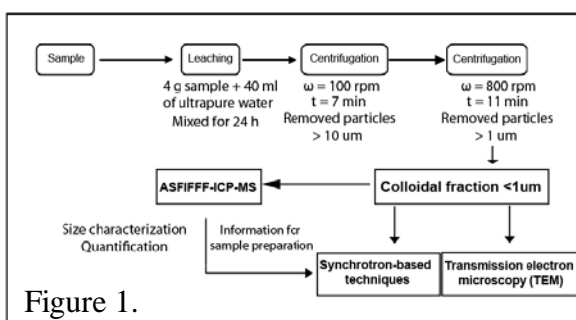 Sample
Leaching
Centrifugation
Centrifugation
4 g sample + 40 ml
of ultrapure water
Mixed for 24 h
ω = 100 rpm
t = 7 min
Removed particles
> 10 um
ω = 800 rpm
t = 11 min
Removed particles
> 1 um
ASFIFFF-ICP-MS
Colloidal fraction <1um
Size characterization
Quantification
Information for
sample preparation
Synchrotron-based
techniques
Transmission electron
microscopy (TEM)
Figure 1.